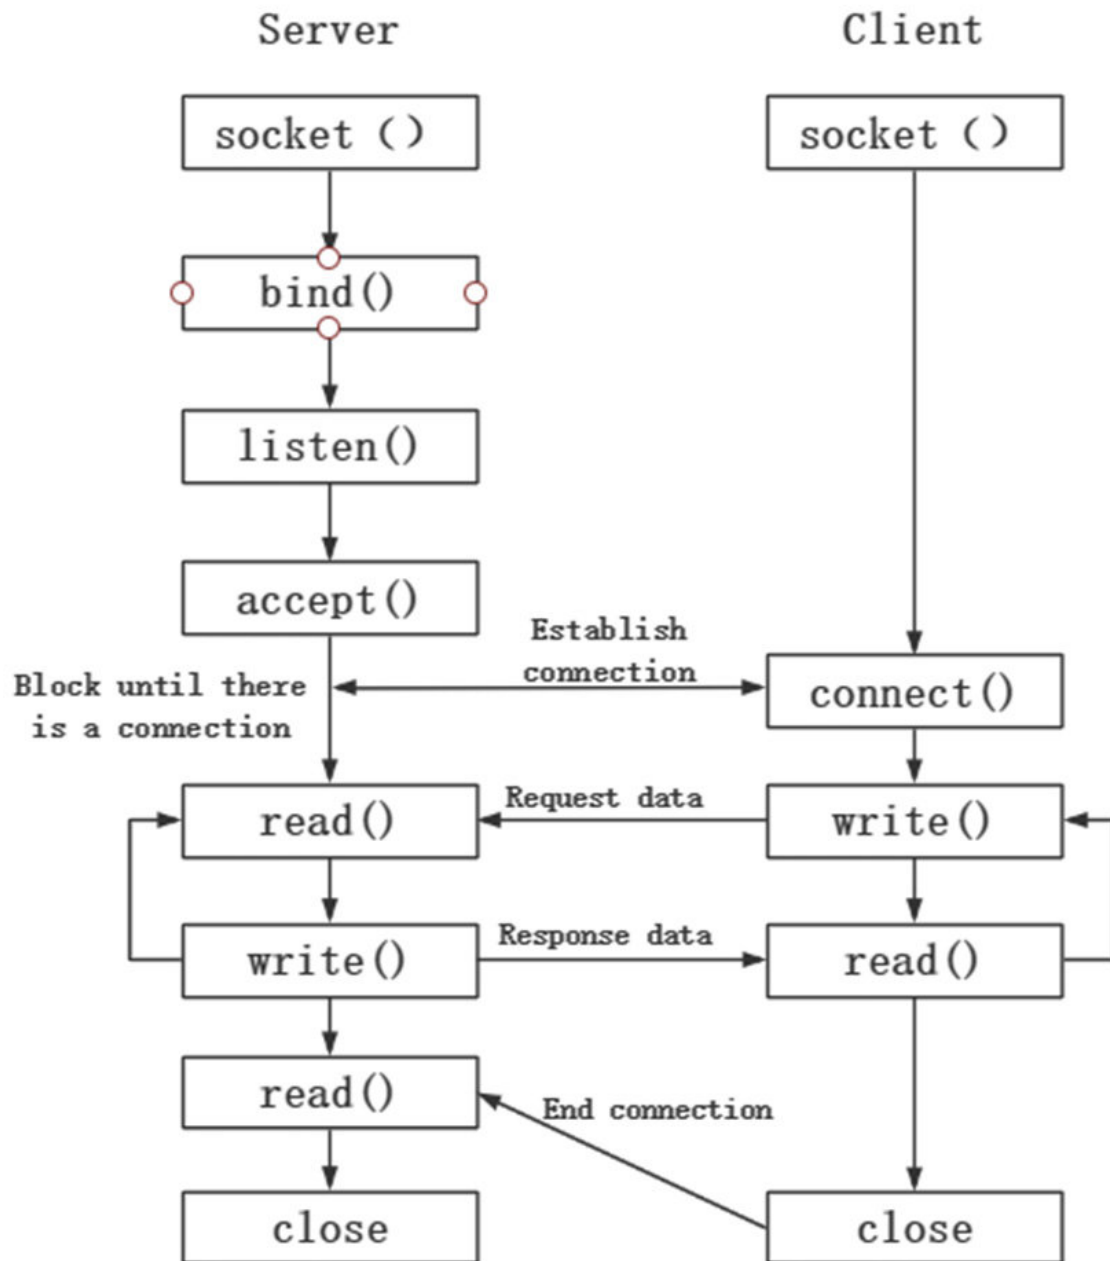 Server
Client
socket ()
socket ()
bind()
listen()
accept()
Establish
connection
Block until there
is a connection
connect()
read()
Request data
write()
write()
Response data
read()
read()
End connection
close
close